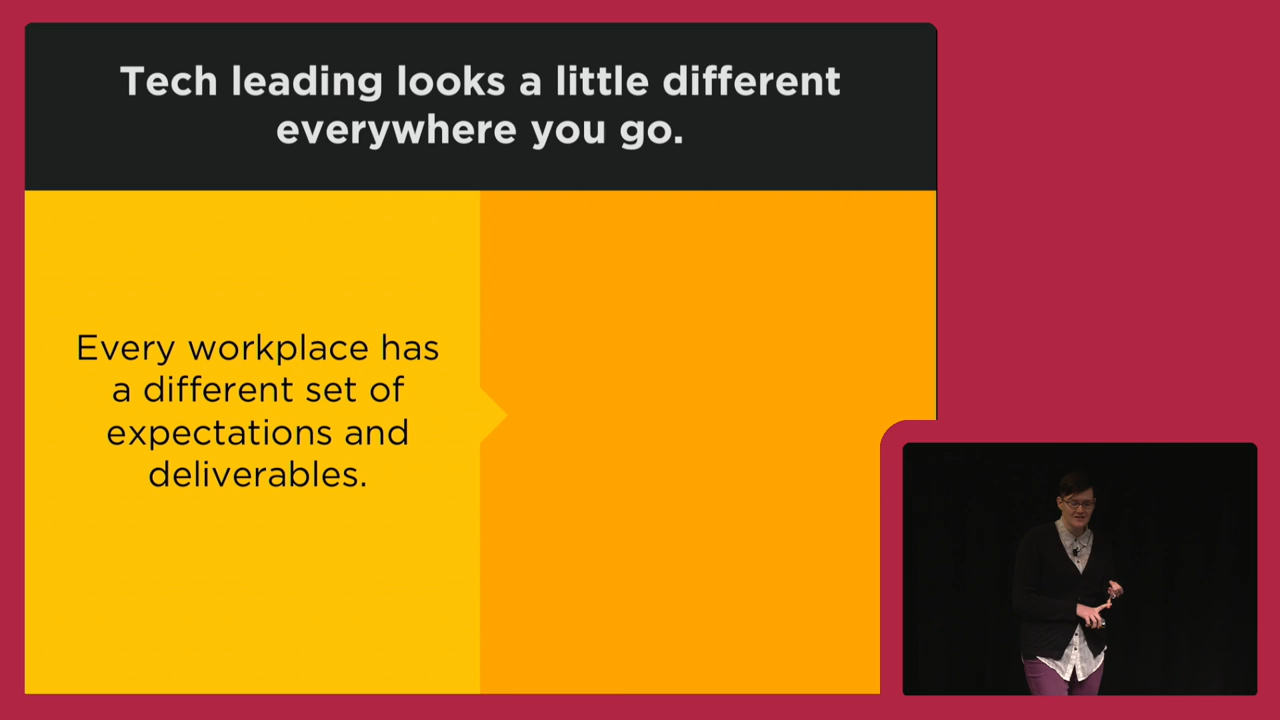 Tech leading looks a little different
everywhere you go.
Every workplace has
a different set of
expectations and
deliverables.